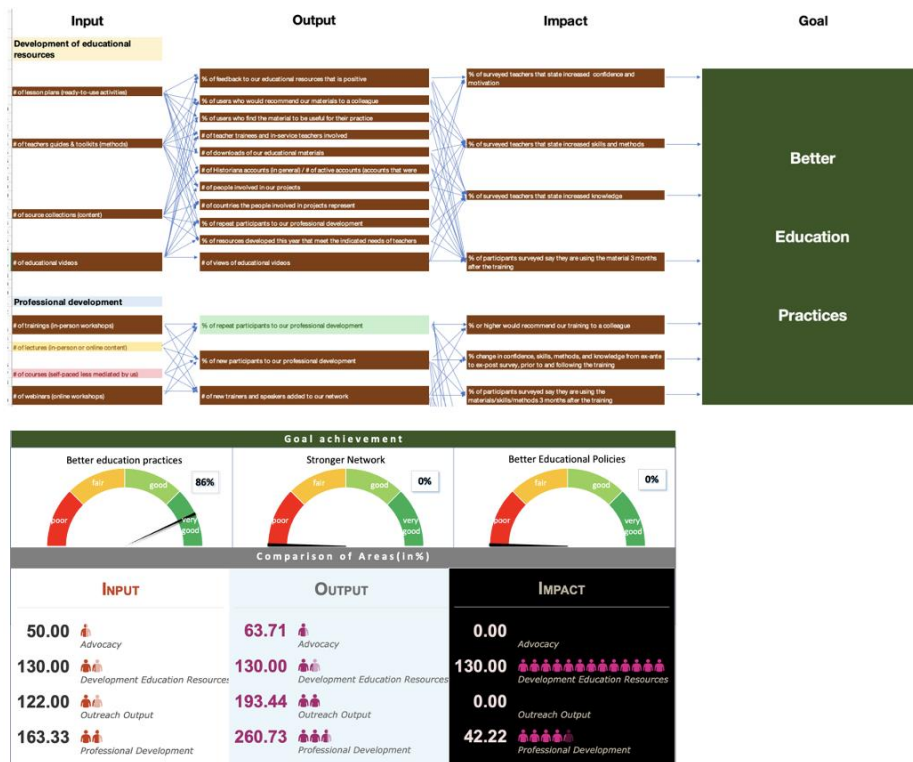 Input
Output
Impact
Goal
Development of educational
resources
# of lesson plans (ready-to-use activities)
# of teachers guides & toolkits (methods)
# of source collections (content)
# of educational videos
% of feedback to our educational resources that is positive
% of users who would recommend our materials to a colleague
% of users who find the material to be useful for their practice
# of teacher trainees and in-service teachers involved
# of downloads of our educational materials
# of Historiana accounts (in general) / # of active accounts (accounts that were
# of people involved in our projects
# of countries the people involved in projects represent
% of repeat participants to our professional development
% of resources developed this year that meet the indicated needs of teachers
# of views of educational videos
% of surveyed teachers that state increased confidence and
motivation
% of surveyed teachers that state increased skills and methods
% of surveyed teachers that state increased knowledge
% of participants surveyed say they are using the material 3 months
after the training
Better
Education
Practices
Professional development
# of trainings (in-person workshops)
# of lectures (in-person or online content)
# of courses (self-paced less mediated by us)
# of webinars (online workshops)
% of repeat participants to our professional development
% of new participants to our professional development
# of new trainers and speakers added to our network
% or higher would recommend our training to a colleague
% change in confidence, skills, methods, and knowledge from ex-ante
to ex-post survey, prior to and following the training
% of participants surveyed say they are using the
materials/skills/methods 3 months after the training
Goal achievement
Better education practices
86%
poor
fair
good
very
good
Stronger Network
0%
poor
fair
good
very
good
Better Educational Policies
0%
poor
fair
good
very
good
Comparison of Areas(in%)
INPUT
50.00
Advocacy
130.00
Development Education Resources
122.00
Outreach Output
163.33
Professional Development
OUTPUT
63.71
Advocacy
130.00
Development Education Resources
193.44
Outreach Output
260.73
Professional Development
IMPACT
0.00
Advocacy
130.00
Development Education Resources
0.00
Outreach Output
42.22
Professional Development